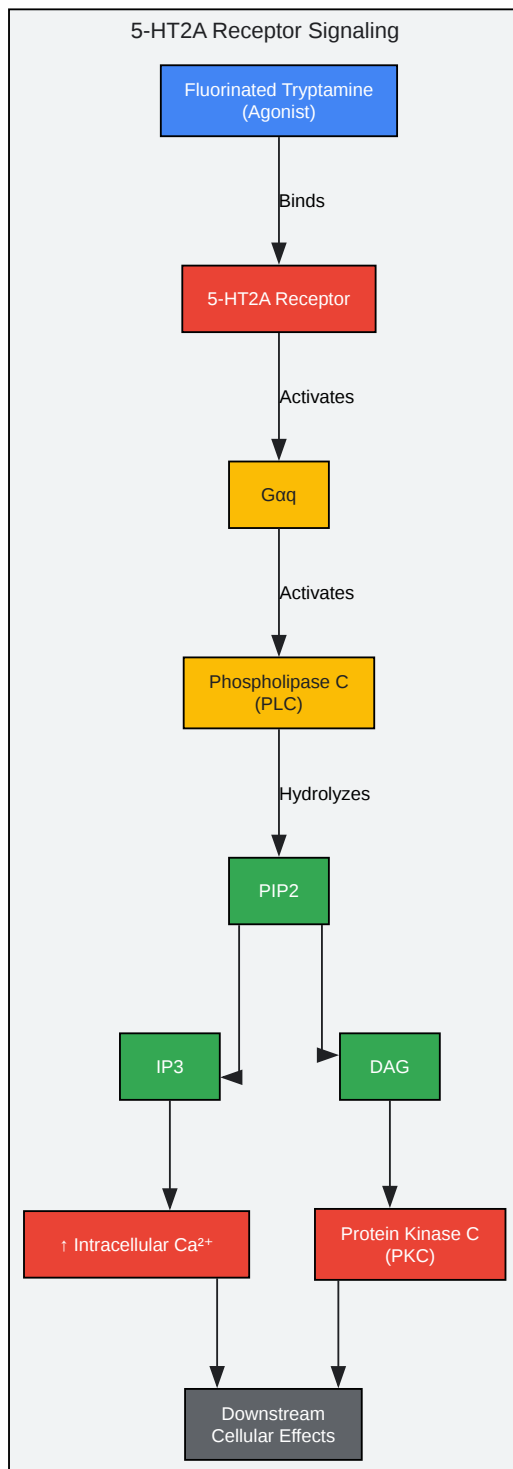 5-HT2A Receptor Signaling
Fluorinated Tryptamine
(Agonist)
Binds
5-HT2A Receptor
Activates
Gαq
Activates
Phospholipase C
(PLC)
Hydrolyzes
PIP2
IP3
DAG
↑ Intracellular Ca²⁺
Protein Kinase C
(PKC)
Downstream
Cellular Effects